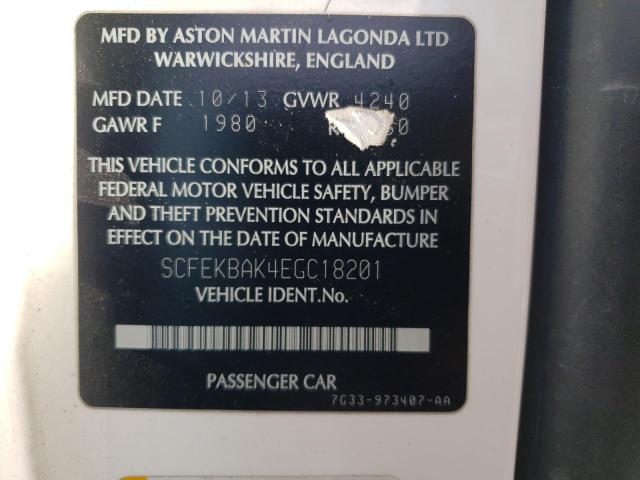 MFD BY ASTON MARTIN LAGONDA LTD
WARWICKSHIRE, ENGLAND
MFD DATE 10/13 GVWR 4240
GAWR F 1980
THIS VEHICLE CONFORMS TO ALL APPLICABLE
FEDERAL MOTOR VEHICLE SAFETY, BUMPER
AND THEFT PREVENTION STANDARDS IN
EFFECT ON THE DATE OF MANUFACTURE
SCFEKBAK4EGC18201
VEHICLE IDENT.No.
PASSENGER CAR
7G33-973407-AA